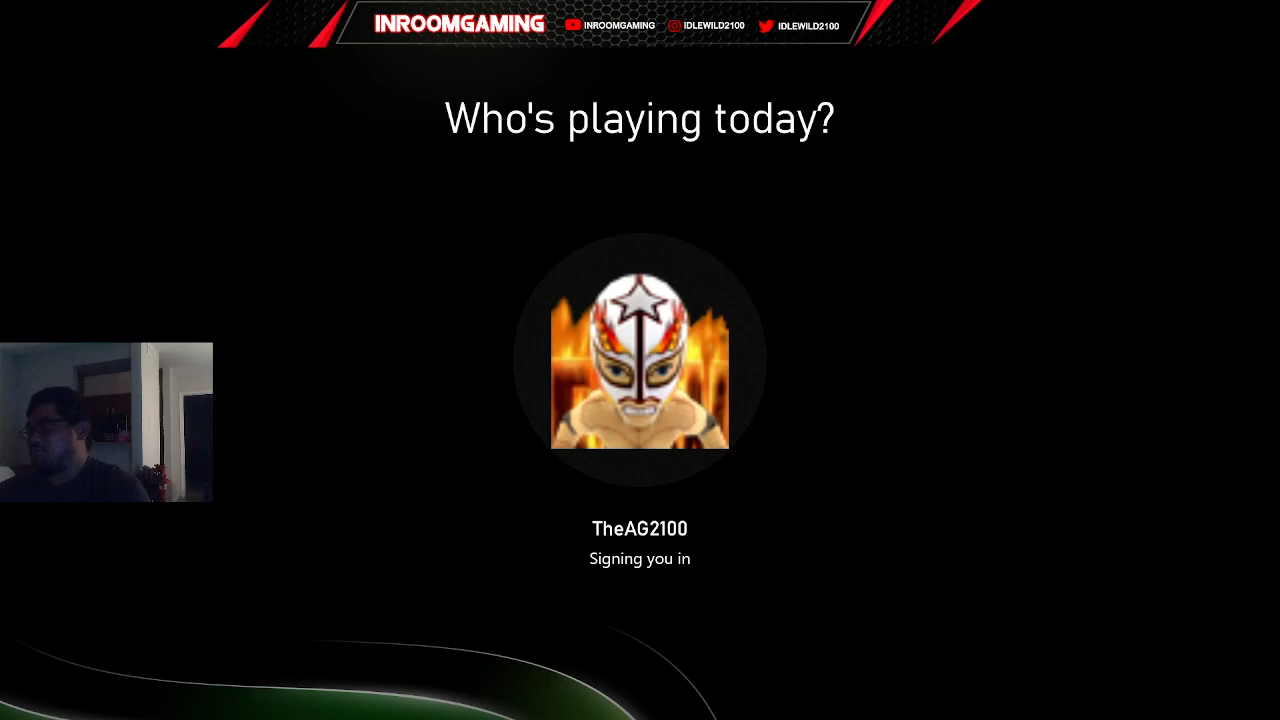 INROOMGAMING INROOMGAMING IDLEWILD2100 IDLEWILD2100
Who's playing today?
TheAG2100
Signing you in